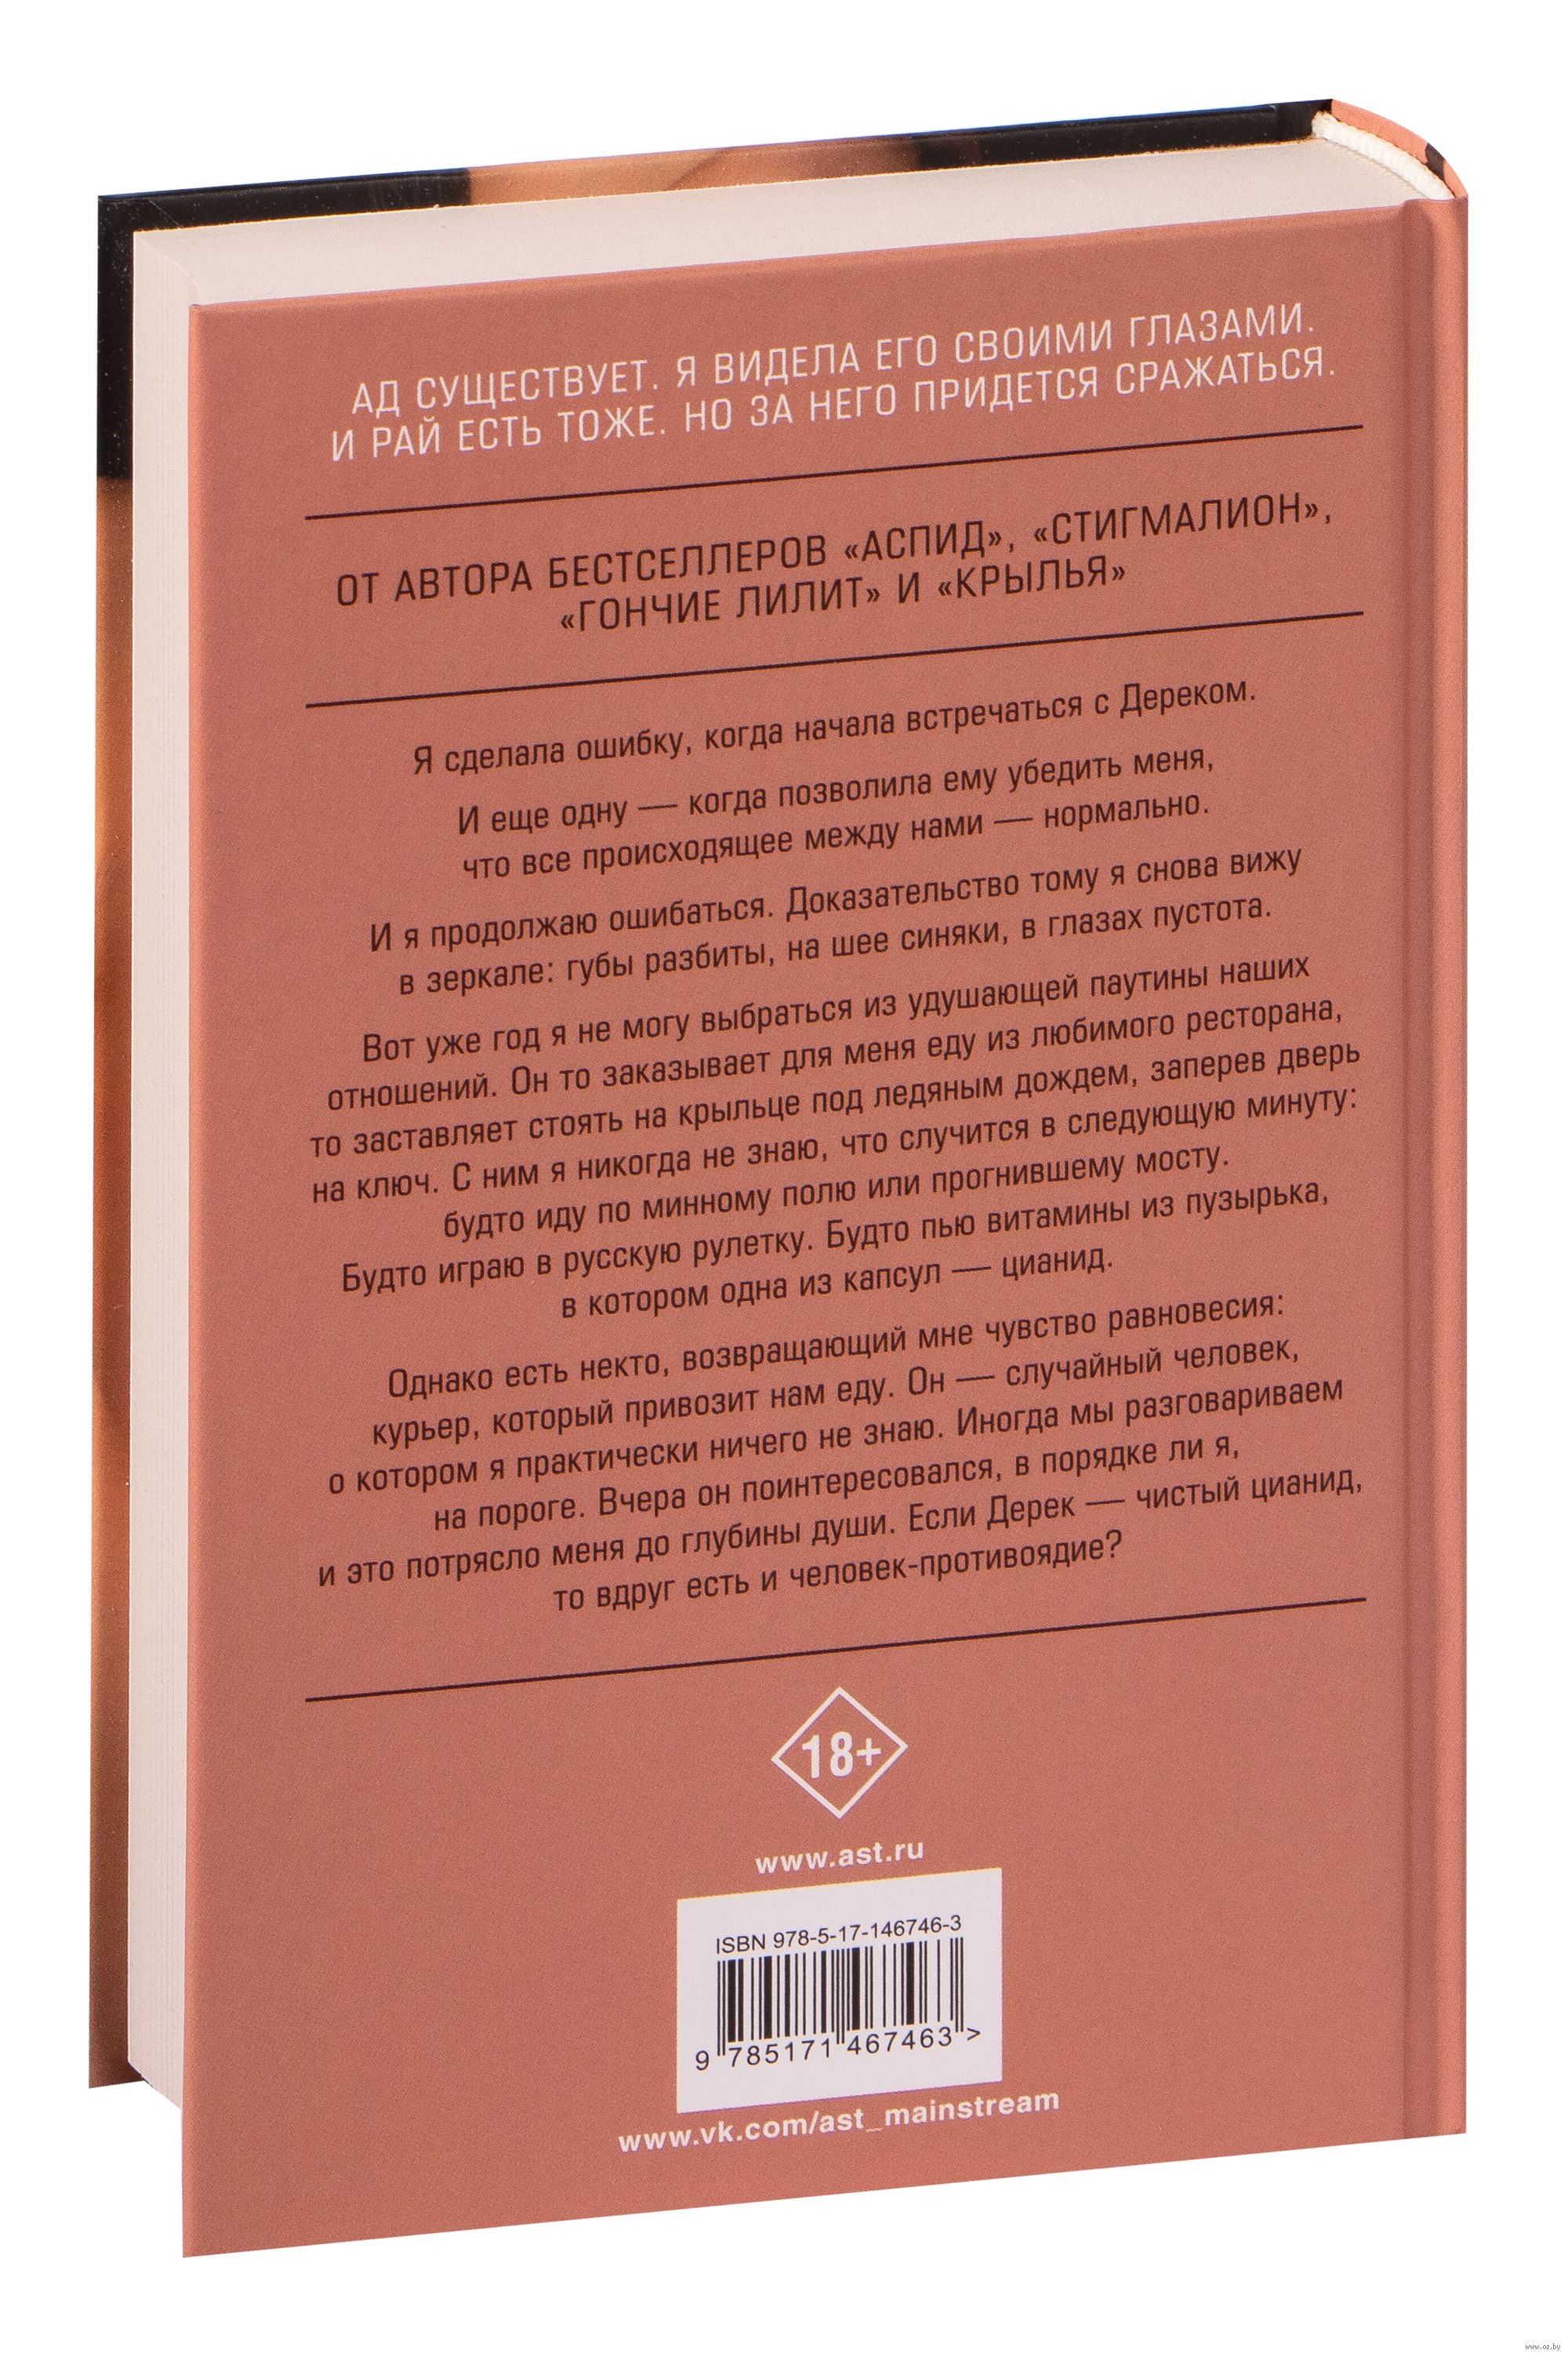 АД СУЩЕСТВУЕТ. Я ВИДЕЛА ЕГО СВОИМИ ГЛАЗАМИ.
И РАЙ ЕСТЬ ТОЖЕ. НО ЗА НЕГО ПРИДЕТСЯ СРАЖАТЬСЯ.
ОТ АВТОРА БЕСТСЕЛЛЕРОВ «АСПИД», «СТИГМАЛИОН»,
«ГОНЧИЕ ЛИЛИТ» И «КРЫЛЬЯ»
Я сделала ошибку, когда начала встречаться с Дереком.
И еще одну — когда позволила ему убедить меня,
что все происходящее между нами — нормально.
И я продолжаю ошибаться. Доказательство тому я снова вижу
в зеркале: губы разбиты, на шее синяки, в глазах пустота.
Вот уже год я не могу выбраться из удушающей паутины наших
отношений. Он то заказывает для меня еду из любимого ресторана,
то заставляет стоять на крыльце под ледяным дождем, заперев дверь
на ключ. С ним я никогда не знаю, что случится в следующую минуту:
будто иду по минному полю или прогнившему мосту.
Будто играю в русскую рулетку. Будто пью витамины из пузырька,
в котором одна из капсул — цианид.
Однако есть некто, возвращающий мне чувство равновесия:
курьер, который привозит нам еду. Он — случайный человек,
о котором я практически ничего не знаю. Иногда мы разговариваем
на пороге. Вчера он поинтересовался, в порядке ли я,
и это потрясло меня до глубины души. Если Дерек — чистый цианид,
то вдруг есть и человек-противоядие?
18+
www.ast.ru
ISBN 978-5-17-146746-3
9 785171 467463 >
www.vk.com/ast_mainstream
www.oz.by